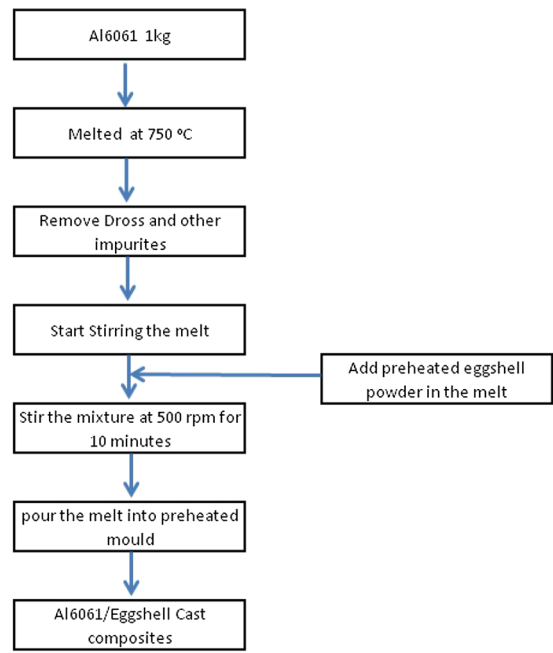 Al6061 1kg
Melted at 750 °C
Remove Dross and other
impurites
Start Stirring the melt
Add preheated eggshell
powder in the melt
Stir the mixture at 500 rpm for
10 minutes
pour the melt into preheated
mould
Al6061/Eggshell Cast
composites